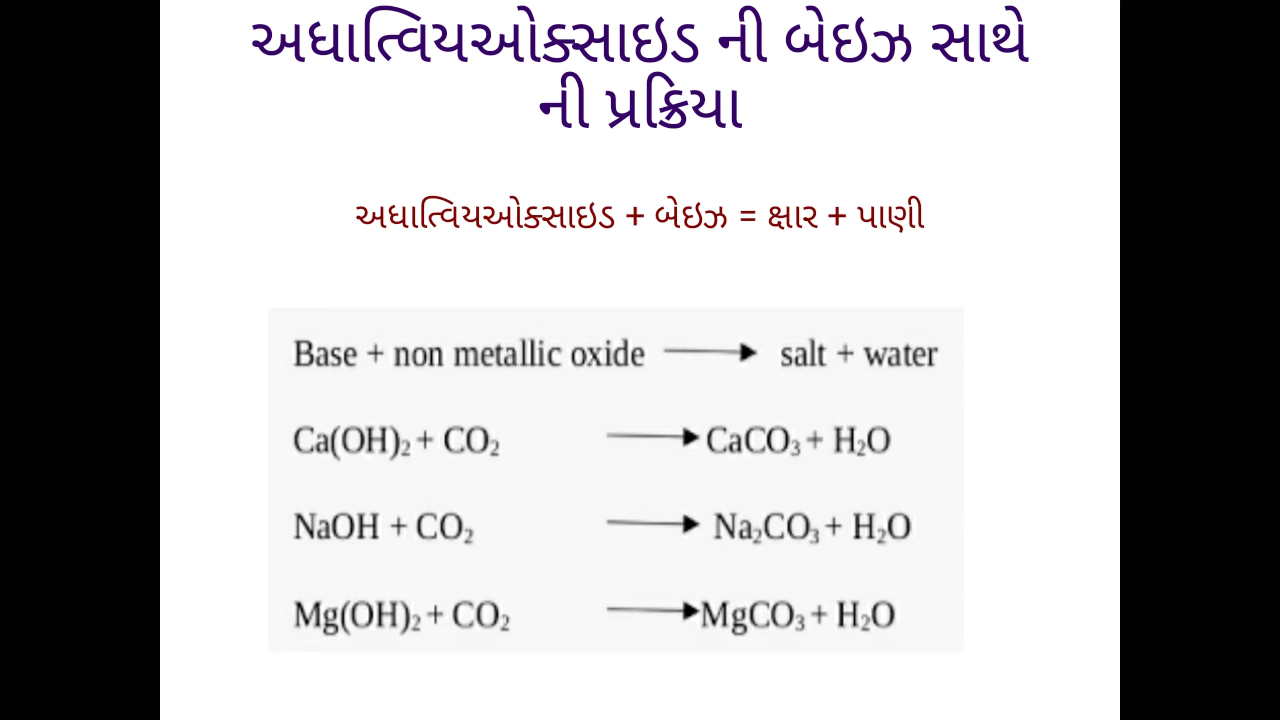 અધાત્વિયઓક્સાઇડ ની બેઇઝ સાથે
ની પ્રક્રિયા
અધાત્વિયઓક્સાઇડ + બેઇઝ = ક્ષાર + પાણી
Base + non metallic oxide ⟶ salt + water
Ca(OH)₂ + CO₂ ⟶ CaCO₃ + H₂O
NaOH + CO₂ ⟶ Na₂CO₃ + H₂O
Mg(OH)₂ + CO₂ ⟶ MgCO₃ + H₂O